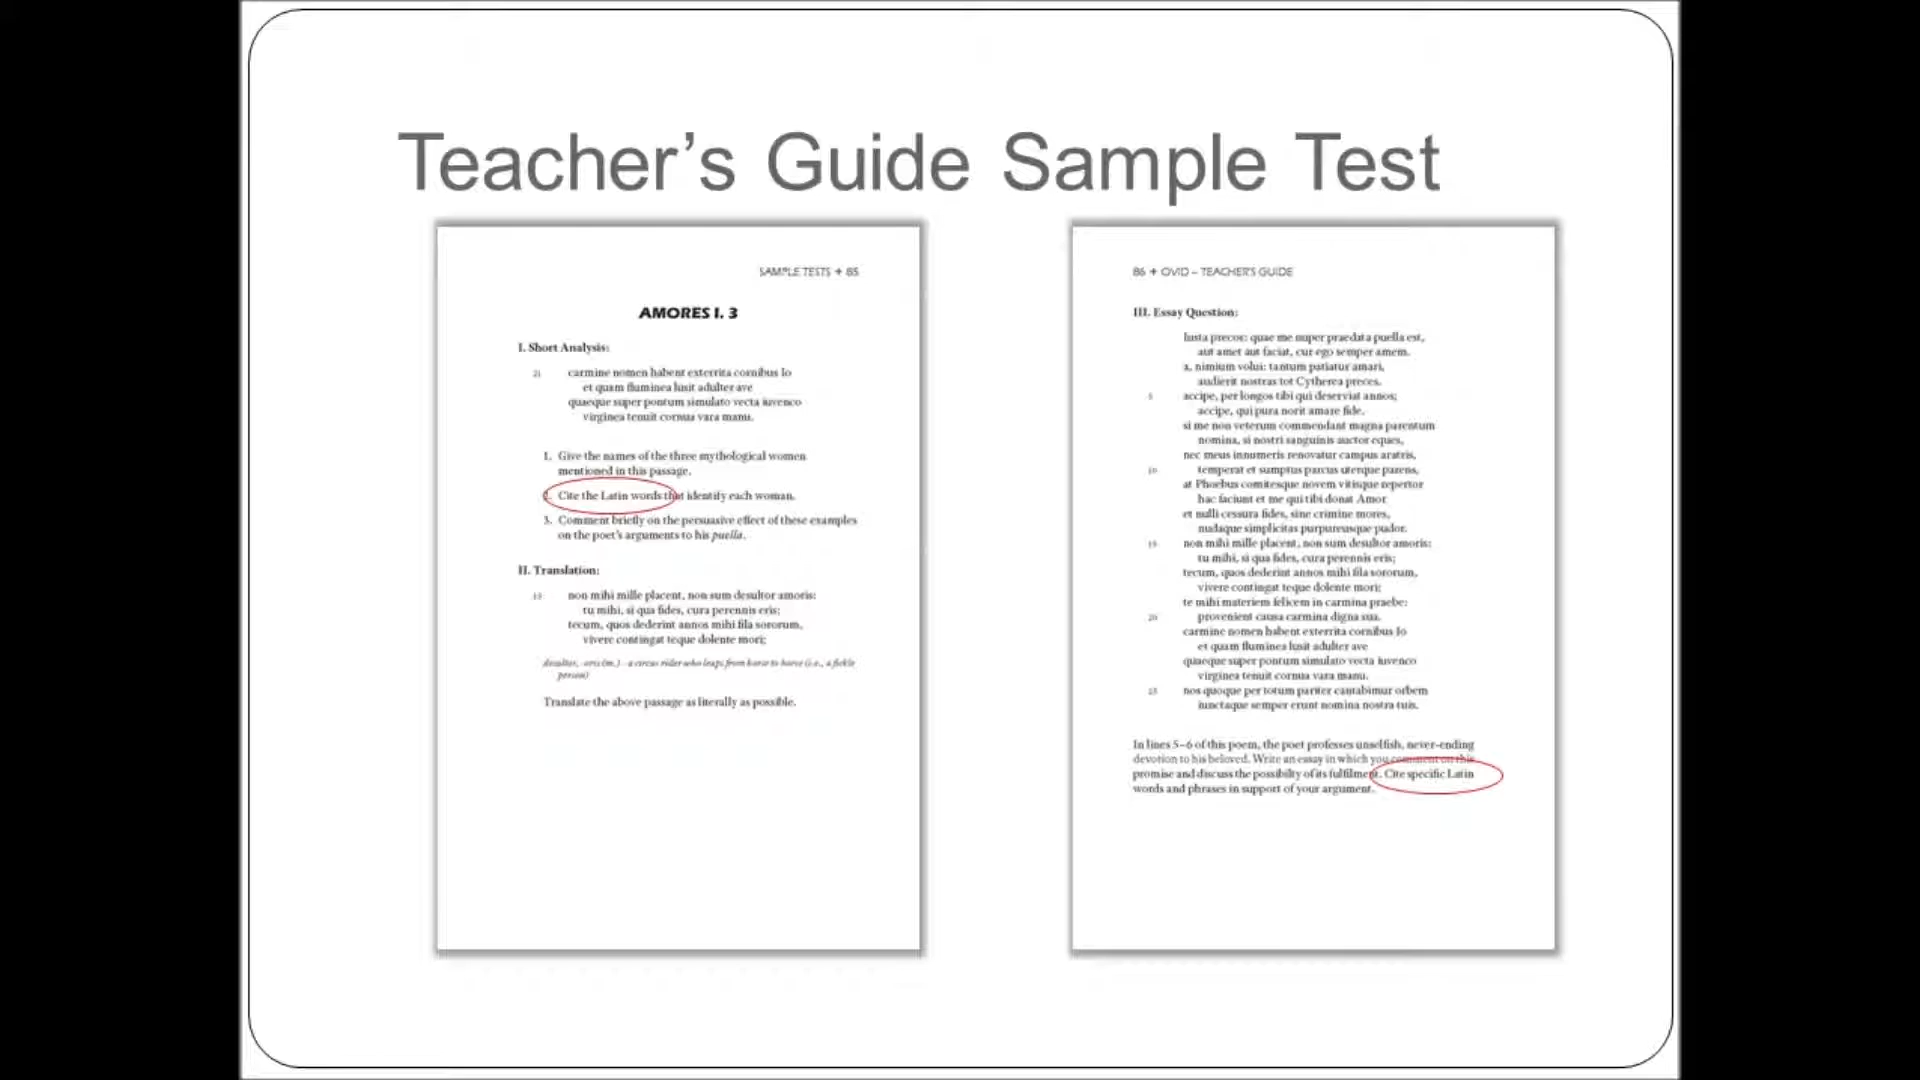 Teacher’s Guide Sample Test
SAMPLE TESTS + 85
AMORES I. 3
I. Short Analysis:
21 carmine nomen habent exterrita cornibus Io
et quam fluminea lusit adulter ave
quaeque super pontum simulato vecta iuvenco
virginea tenuit cornua vara manu.
1. Give the names of the three mythological women
mentioned in this passage.
2. Cite the Latin words that identify each woman.
3. Comment briefly on the persuasive effect of these examples
on the poet’s arguments to his puella.
II. Translation:
15 non mihi mille placent, non sum desultor amoris:
tu mihi, si qua fides, cura perennis eris;
tecum, quos dederint annos mihi fila sororum,
vivere contingat teque dolente mori;
desultor, -oris (m.) - a circus rider who leaps from horse to horse (i.e., a fickle
person)
Translate the above passage as literally as possible.
86 + OVID – TEACHER'S GUIDE
III. Essay Question:
Iusta precor: quae me nuper praedata puella est,
aut amet aut faciat, cur ego semper amem.
a, nimium volui: tantum patiatur amari,
audierit nostras tot Cytherea preces.
5 accipe, per longos tibi qui deserviat annos;
accipe, qui pura norit amare fide.
si me non veterum commendant magna parentum
nomina, si nostri sanguinis auctor eques,
nec meus innumeris renovatur campus aratris,
10 temperat et sumptus parcus uterque parens,
at Phoebus comitesque novem vitisque repertor
hac faciunt et me qui tibi donat Amor
et nulli cessura fides, sine crimine mores,
nudaque simplicitas purpureusque pudor.
15 non mihi mille placent, non sum desultor amoris:
tu mihi, si qua fides, cura perennis eris;
tecum, quos dederint annos mihi fila sororum,
vivere contingat teque dolente mori;
te mihi materiem felicem in carmina praebe:
20 provenient causa carmina digna sua.
carmine nomen habent exterrita cornibus Io
et quam fluminea lusit adulter ave
quaeque super pontum simulato vecta iuvenco
virginea tenuit cornua vara manu.
25 nos quoque per totum pariter cantabimur orbem
iunctaque semper erunt nomina nostra tuis.
In lines 5–6 of this poem, the poet professes unselfish, never-ending
devotion to his beloved. Write an essay in which you comment on this
promise and discuss the possibilty of its fulfilment. Cite specific Latin
words and phrases in support of your argument.